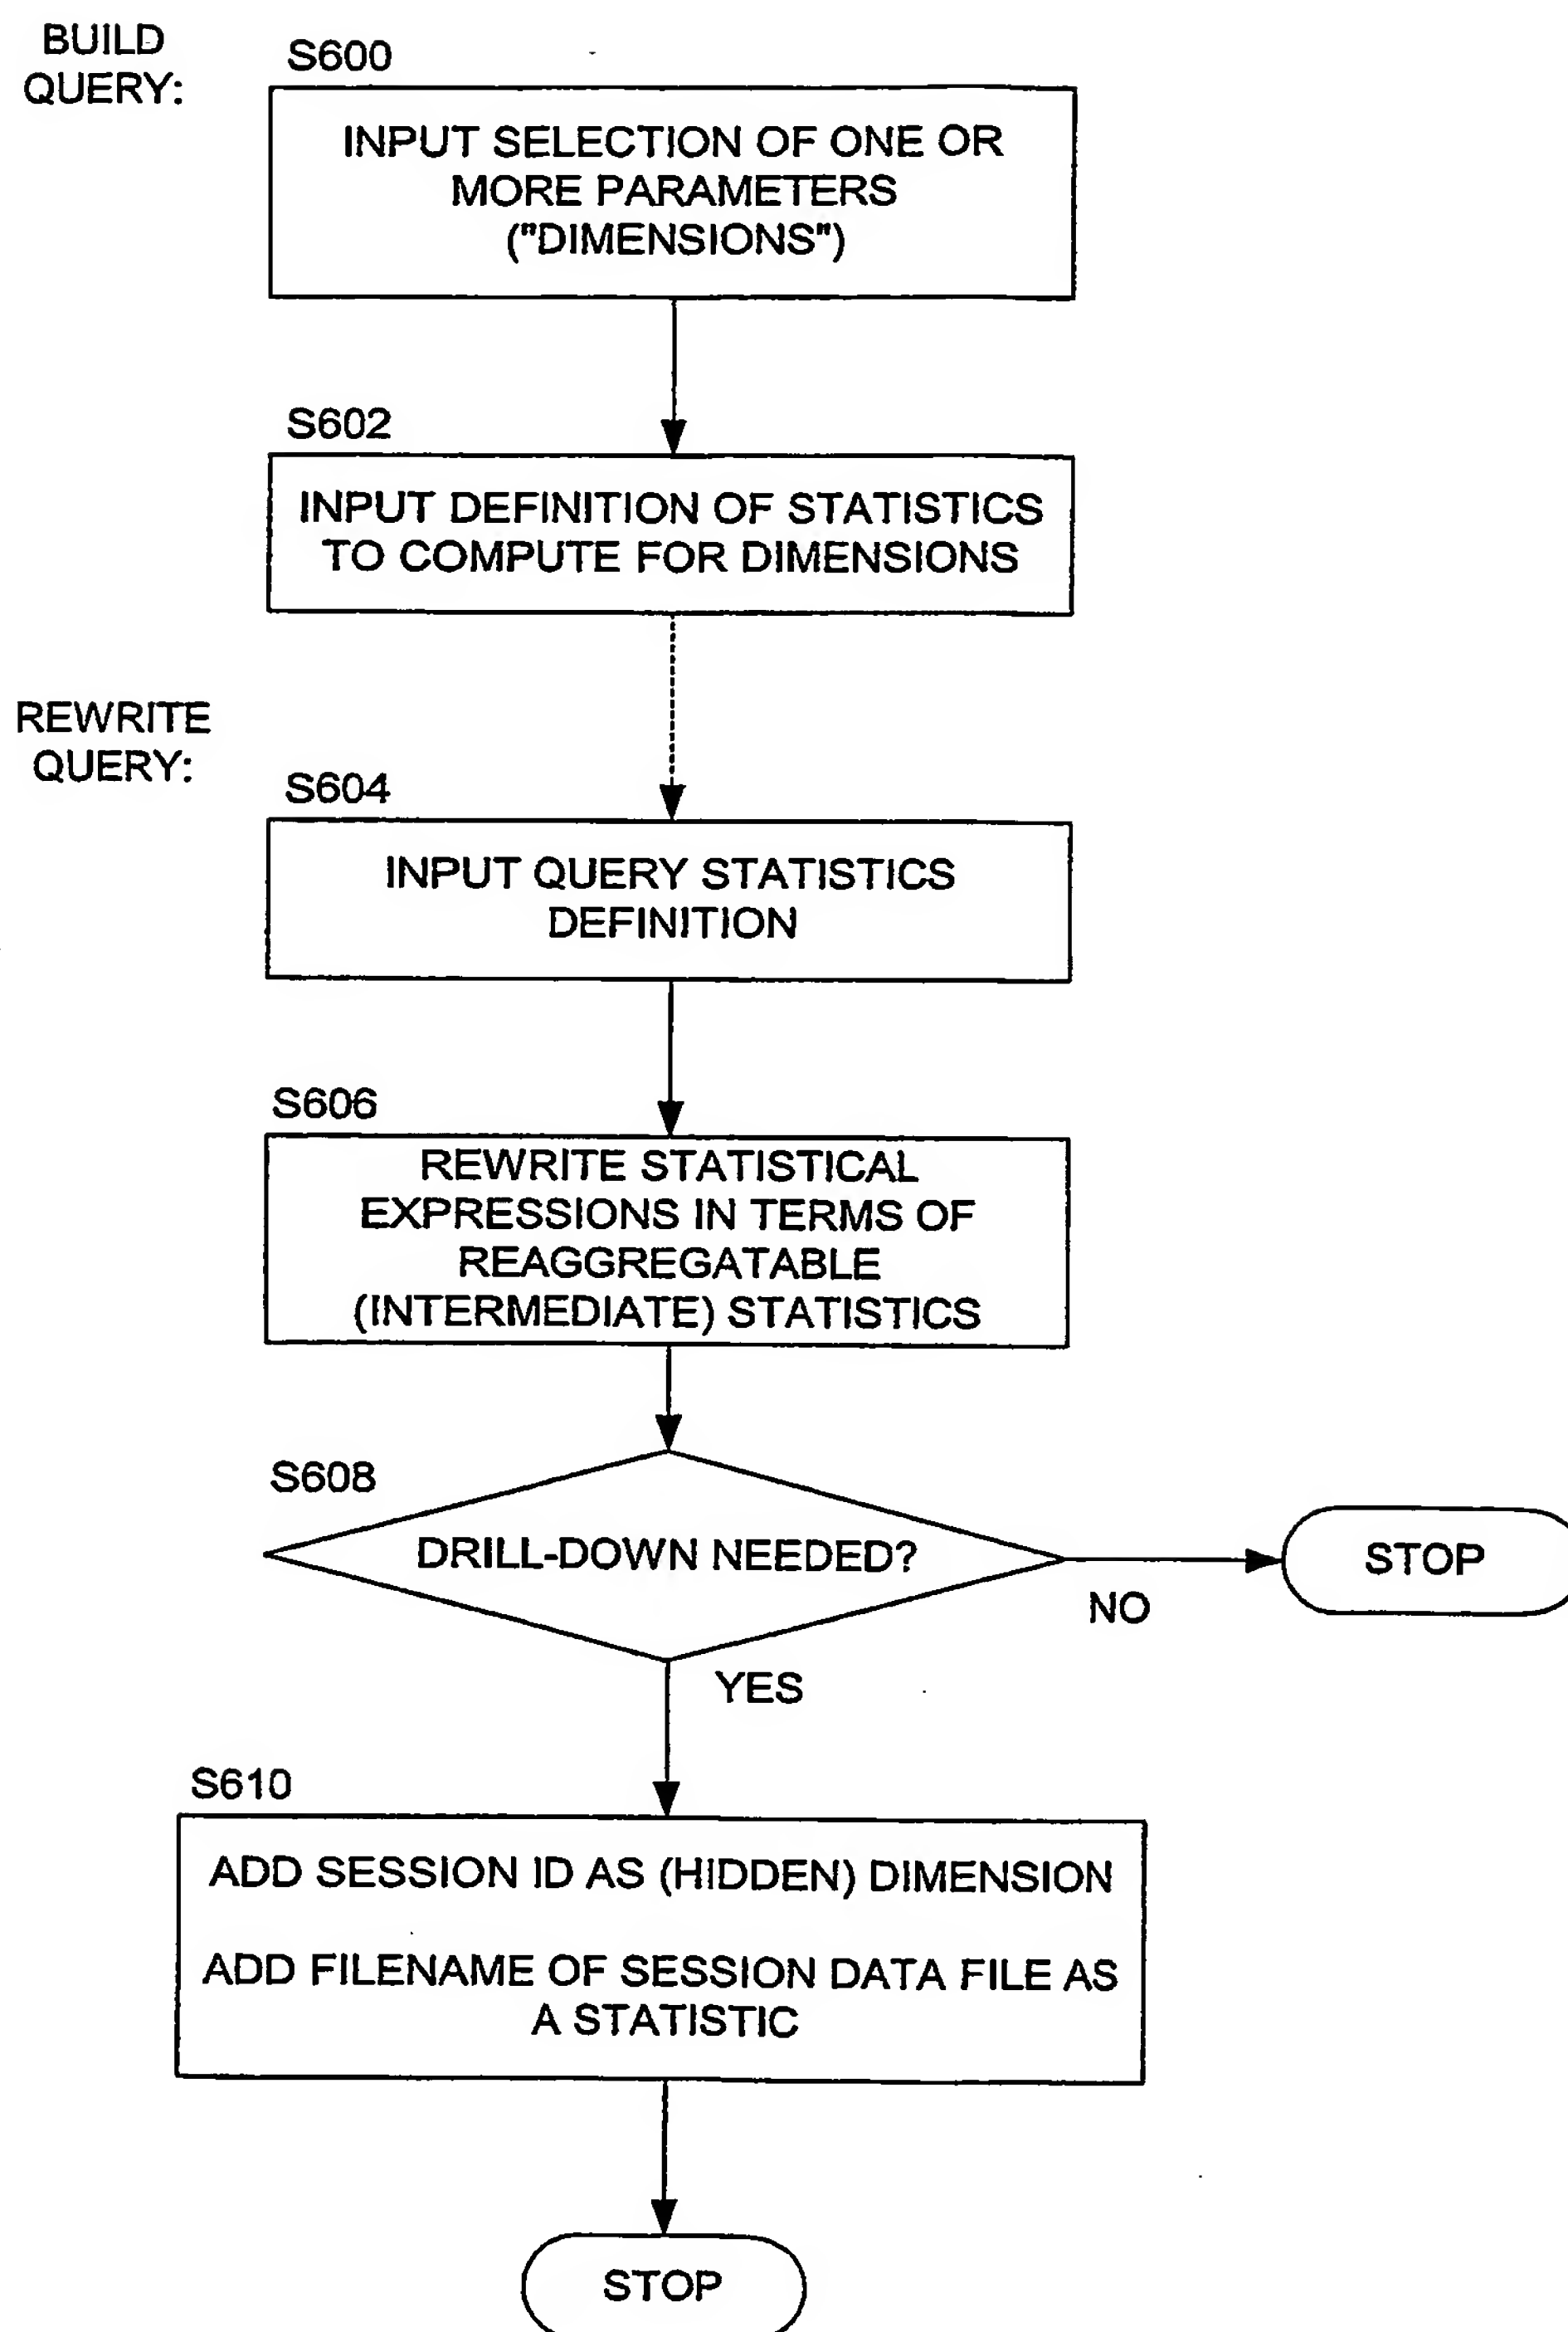 BUILD
QUERY:
S600
INPUT SELECTION OF ONE OR
MORE PARAMETERS
("DIMENSIONS")
S602
INPUT DEFINITION OF STATISTICS
TO COMPUTE FOR DIMENSIONS
REWRITE
QUERY:
S604
INPUT QUERY STATISTICS
DEFINITION
S606
REWRITE STATISTICAL
EXPRESSIONS IN TERMS OF
REAGGREGATABLE
(INTERMEDIATE) STATISTICS
S608
DRILL-DOWN NEEDED?
STOP
NO
YES
S610
ADD SESSION ID AS (HIDDEN) DIMENSION
ADD FILENAME OF SESSION DATA FILE AS
A STATISTIC
STOP